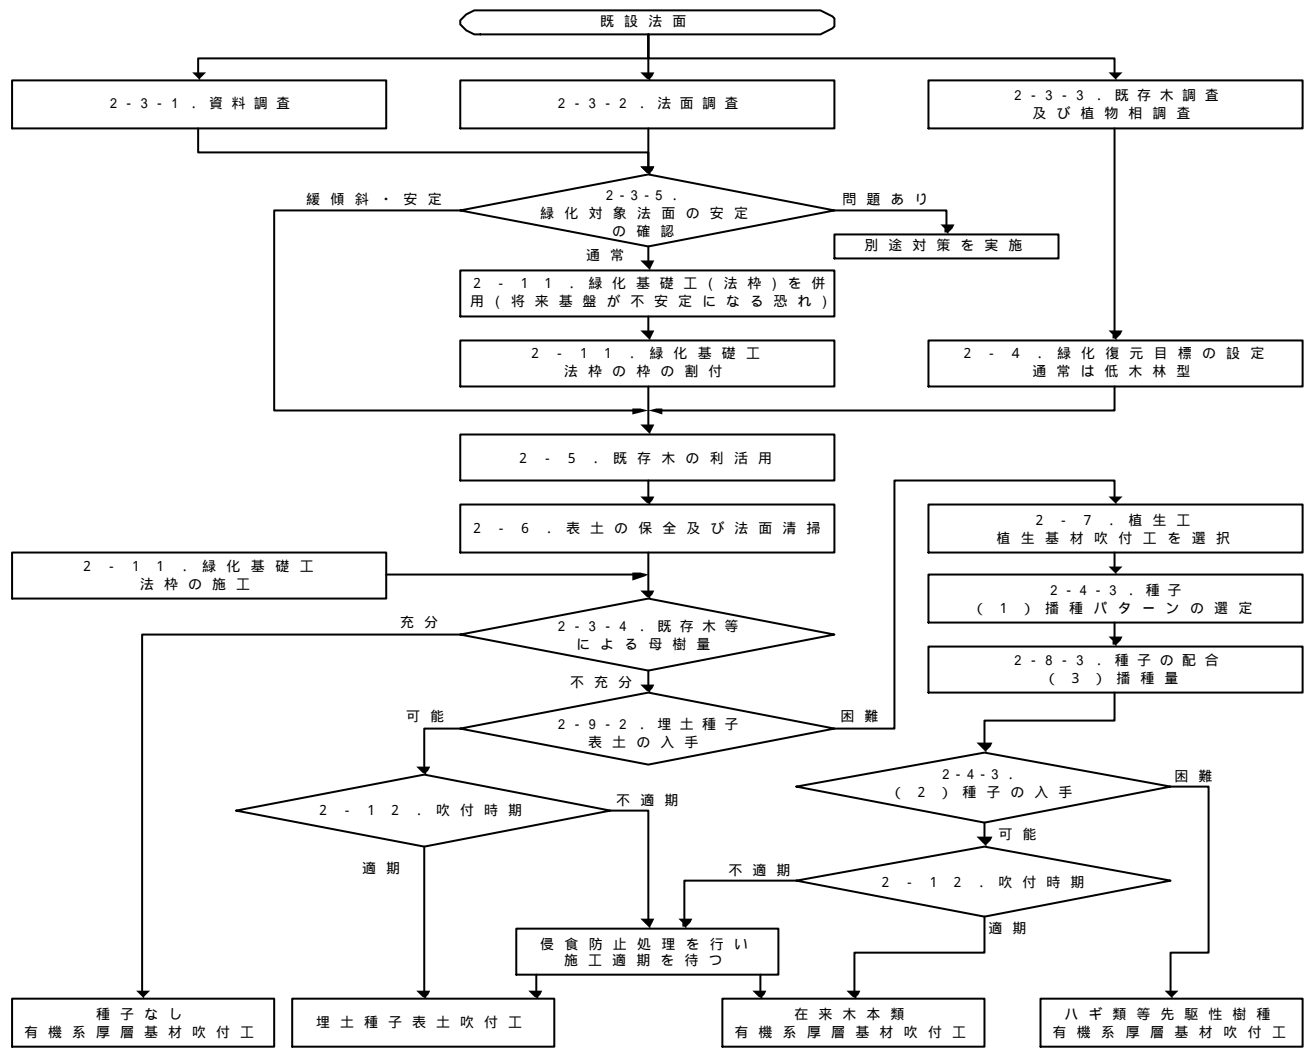 既設法面
2-3-1．資料調査
2-3-2．法面調査
2-3-3．既存木調査
及び植物相調査
緩傾斜・安定
2-3-5．
緑化対象法面の安定
の確認
問題あり
別途対策を実施
通常
2-11．緑化基礎工(法枠)を併
用(将来基盤が不安定になる恐れ)
2-11．緑化基礎工
法枠の枠の割付
2-4．緑化復元目標の設定
通常は低木林型
2-5．既存木の利活用
2-6．表土の保全及び法面清掃
2-7．植生工
植生基材吹付工を選択
2-11．緑化基礎工
法枠の施工
2-4-3．種子
(1)播種パターンの選定
充分
2-3-4．既存木等
による母樹量
2-8-3．種子の配合
(3)播種量
不充分
可能
2-9-2．埋土種子
表土の入手
困難
2-4-3．
(2)種子の入手
困難
2-12．吹付時期
不適期
可能
適期
不適期
2-12．吹付時期
適期
侵食防止処理を行い
施工適期を待つ
種子なし
有機系厚層基材吹付工
埋土種子表土吹付工
在来木本類
有機系厚層基材吹付工
ハギ類等先駆性樹種
有機系厚層基材吹付工